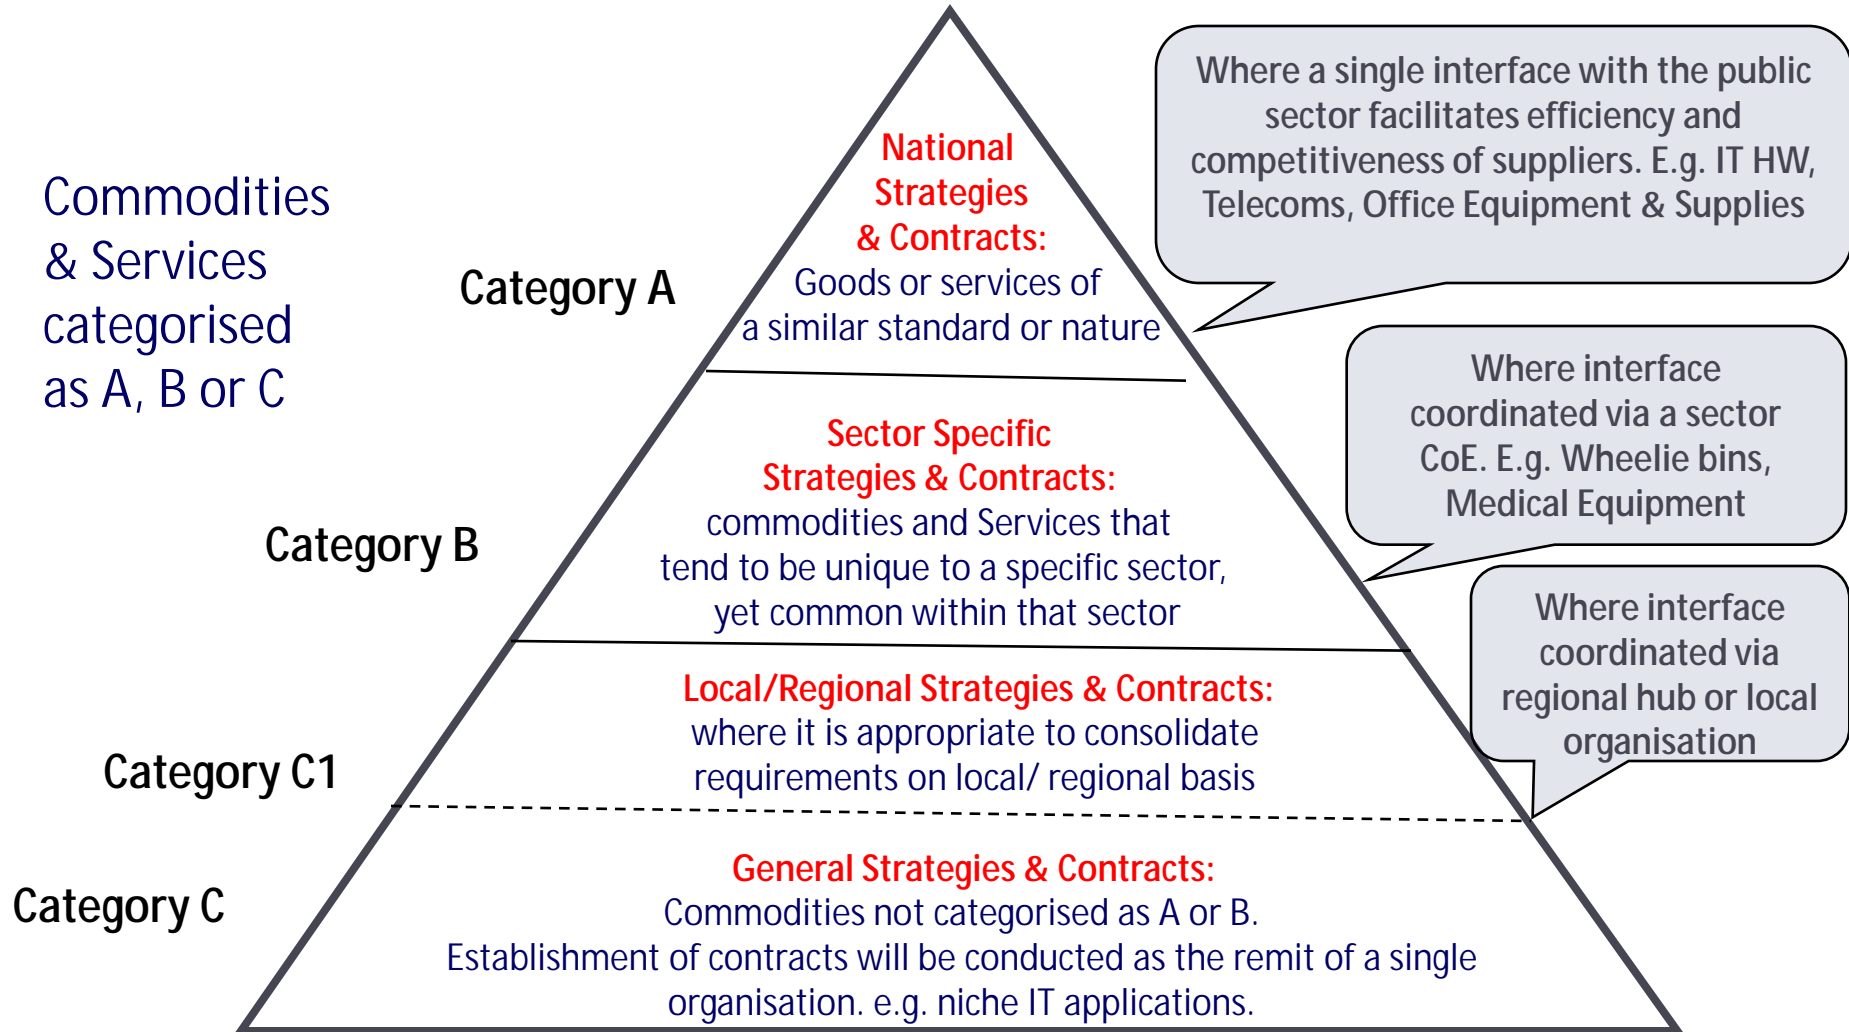 Commodities
& Services
categorised
as A, B or C
Category A
National
Strategies
& Contracts:
Goods or services of
a similar standard or nature
Where a single interface with the public
sector facilitates efficiency and
competitiveness of suppliers. E.g. IT HW,
Telecoms, Office Equipment & Supplies
Category B
Sector Specific
Strategies & Contracts:
commodities and Services that
tend to be unique to a specific sector,
yet common within that sector
Where interface
coordinated via a sector
CoE. E.g. Wheelie bins,
Medical Equipment
Category C1
Local/Regional Strategies & Contracts:
where it is appropriate to consolidate
requirements on local/ regional basis
Where interface
coordinated via
regional hub or local
organisation
Category C
General Strategies & Contracts:
Commodities not categorised as A or B.
Establishment of contracts will be conducted as the remit of a single
organisation. e.g. niche IT applications.